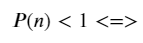 P(n) < 1 <=>